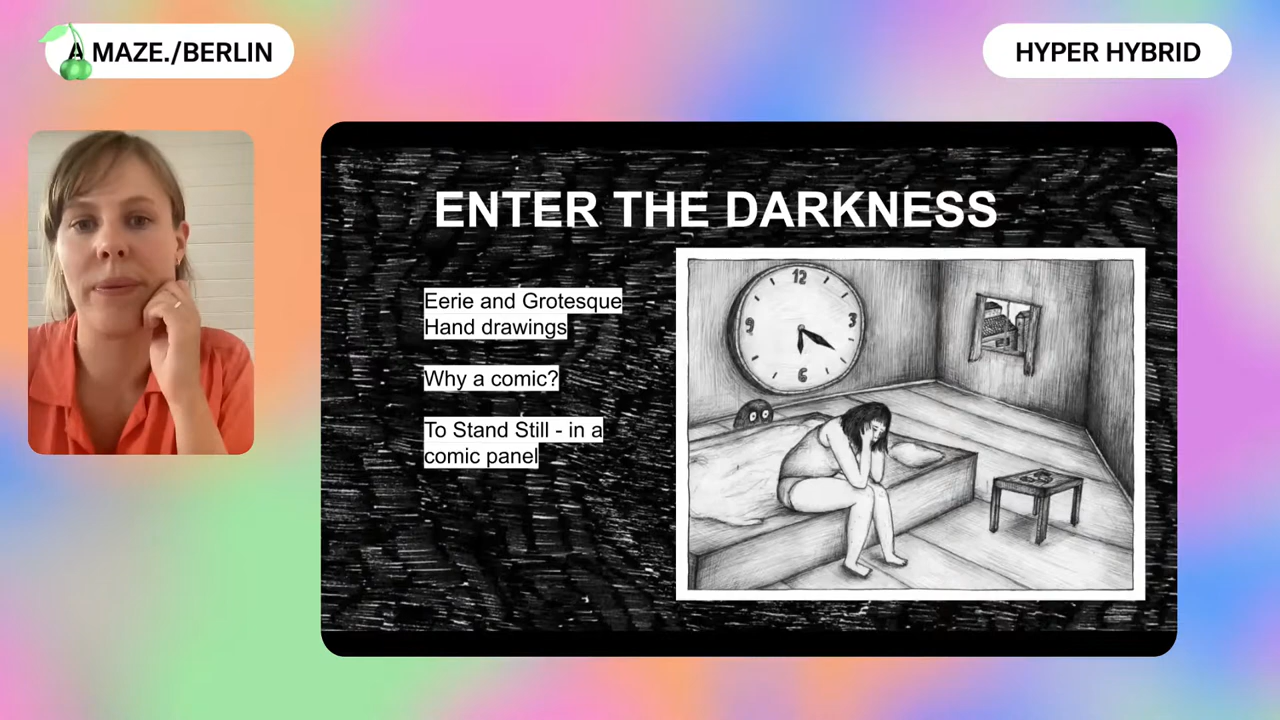 A MAZE./BERLIN
HYPER HYBRID
ENTER THE DARKNESS
Eerie and Grotesque
Hand drawings
Why a comic?
To Stand Still - in a
comic panel
12
9
3
6